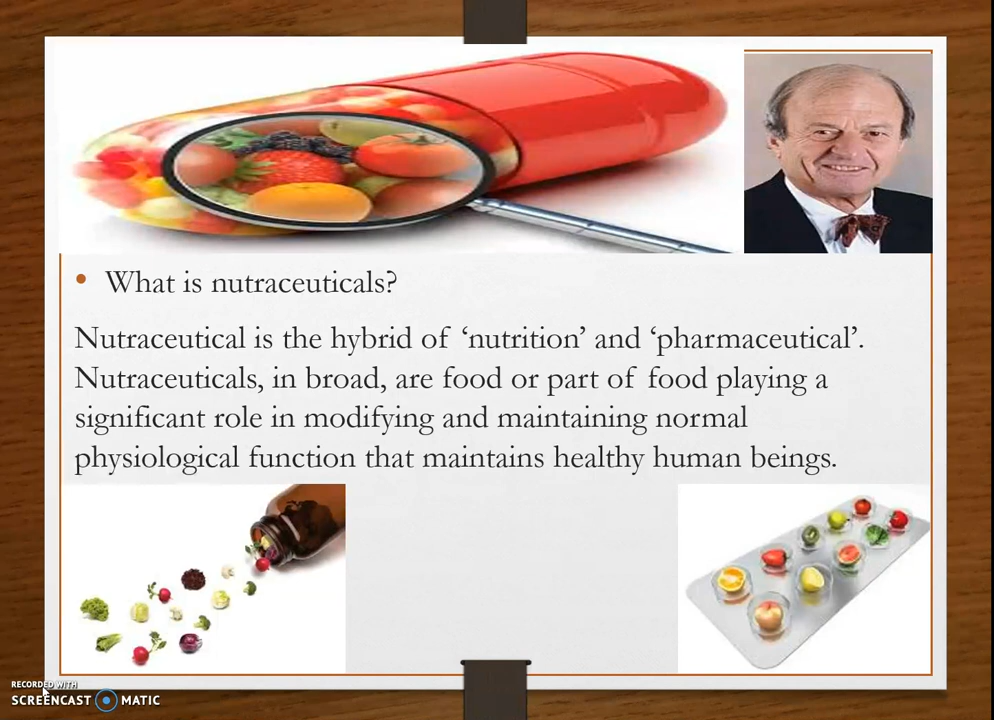 What is nutraceuticals?
Nutraceutical is the hybrid of ‘nutrition’ and ‘pharmaceutical’.
Nutraceuticals, in broad, are food or part of food playing a
significant role in modifying and maintaining normal
physiological function that maintains healthy human beings.
RECORDED WITH
SCREENCAST MATIC